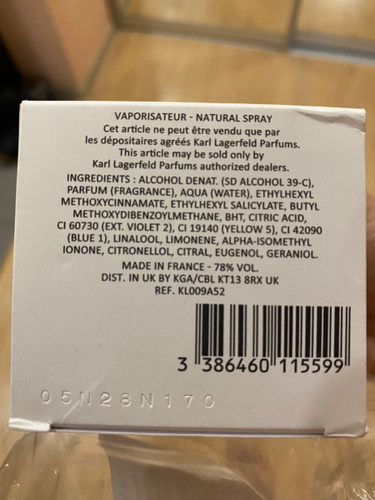 VAPORISATEUR - NATURAL SPRAY
Cet article ne peut être vendu que par
les dépositaires agréés Karl Lagerfeld Parfums.
This article may be sold only by
Karl Lagerfeld Parfums authorized dealers.
INGREDIENTS : ALCOHOL DENAT. (SD ALCOHOL 39-C),
PARFUM (FRAGRANCE), AQUA (WATER), ETHYLHEXYL
METHOXYCINNAMATE, ETHYLHEXYL SALICYLATE, BUTYL
METHOXYDIBENZOYLMETHANE, BHT, CITRIC ACID,
CI 60730 (EXT. VIOLET 2), CI 19140 (YELLOW 5), CI 42090
(BLUE 1), LINALOOL, LIMONENE, ALPHA-ISOMETHYL
IONONE, CITRONELLOL, CITRAL, EUGENOL, GERANIOL.
MADE IN FRANCE - 78% VOL.
DIST. IN UK BY KGA/CBL KT13 8RX UK
REF. KL009A52
3 386460 115599
05N28N170